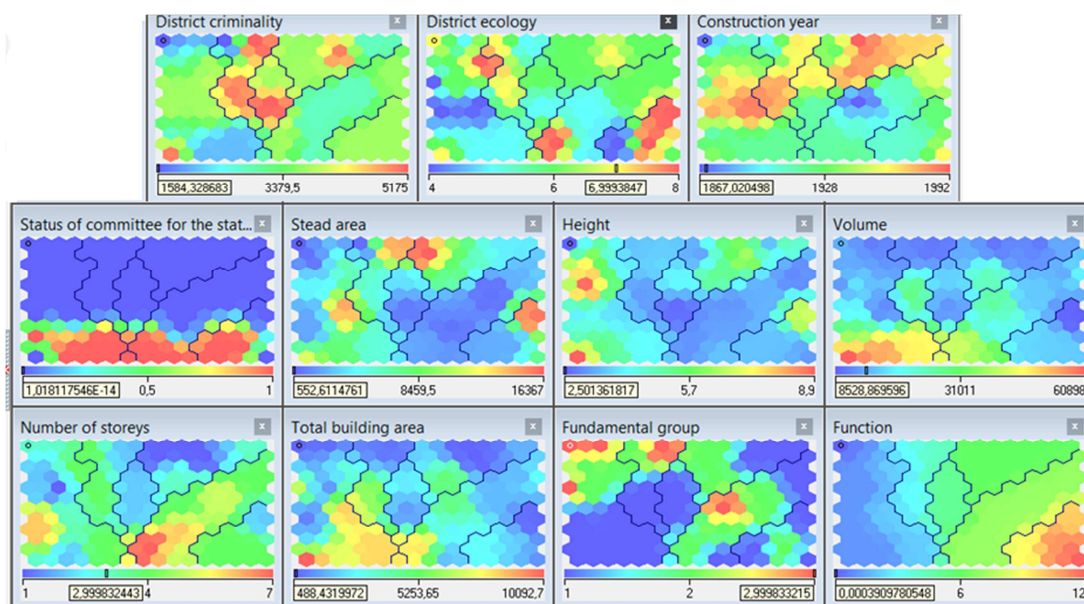 District criminality x District ecology x Construction year x
1584,328683 3379,5 5175 4 6 6,9993847 8 1867,020498 1928 1992
Status of committee for the stat... x Stead area x Height x Volume x
1,018117546E-14 0,5 1 552,6114761 8459,5 16367 2,501361817 5,7 8,9 8528,869596 31011 60898
Number of storeys x Total building area x Fundamental group x Function x
1 2,999832443 4 7 488,4319972 5253,65 10092,7 1 2 2,999833215 0,0003909780548 6 12